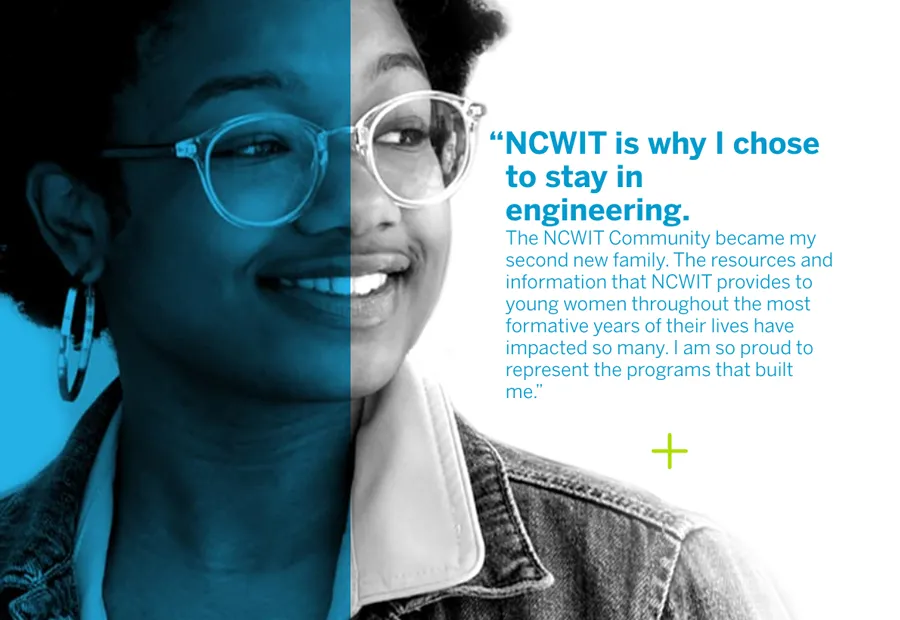 “NCWIT is why I chose
to stay in
engineering.
The NCWIT Community became my
second new family. The resources and
information that NCWIT provides to
young women throughout the most
formative years of their lives have
impacted so many. I am so proud to
represent the programs that built
me.”